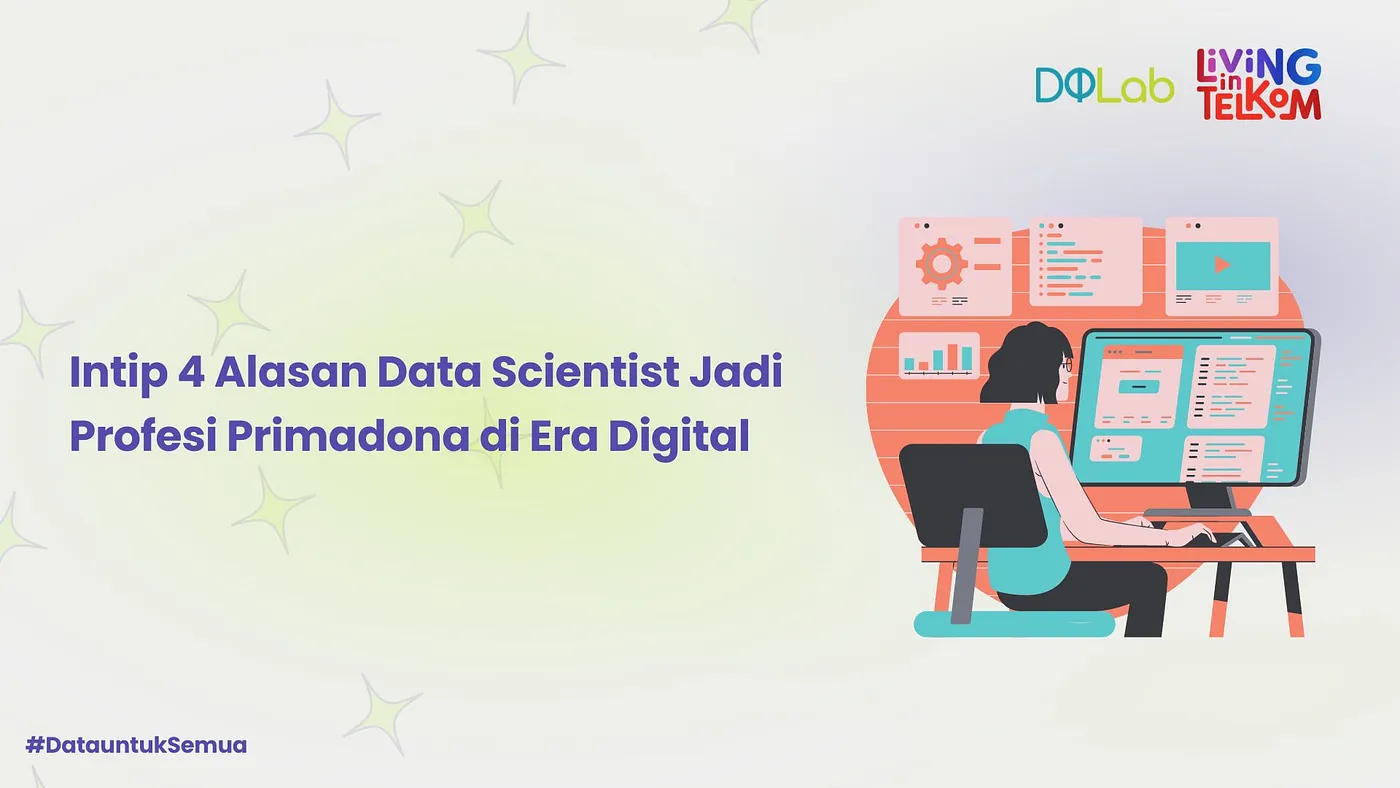 DQLab
LiViNG
in
TELKOM
Intip 4 Alasan Data Scientist Jadi
Profesi Primadona di Era Digital
#DatauntukSemua